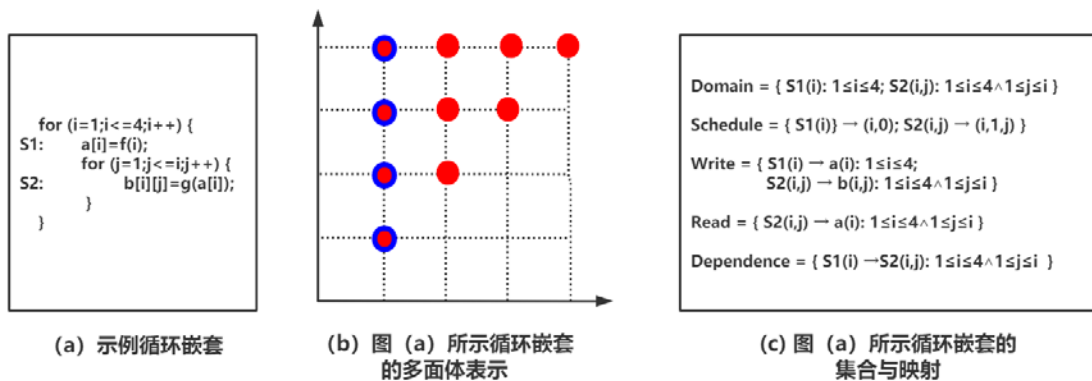 for (i=1;i<=4;i++) {
S1: a[i]=f(i);
for (j=1;j<=i;j++) {
S2: b[i][j]=g(a[i]);
}
}
(a) 示例循环嵌套
(b) 图 (a) 所示循环嵌套
的多面体表示
Domain = { S1(i): 1≤i≤4; S2(i,j): 1≤i≤4∧1≤j≤i }
Schedule = { S1(i)} → (i,0); S2(i,j) → (i,1,j) }
Write = { S1(i) → a(i): 1≤i≤4;
S2(i,j) → b(i,j): 1≤i≤4∧1≤j≤i }
Read = { S2(i,j) → a(i): 1≤i≤4∧1≤j≤i }
Dependence = { S1(i) →S2(i,j): 1≤i≤4∧1≤j≤i }
(c) 图 (a) 所示循环嵌套的
集合与映射